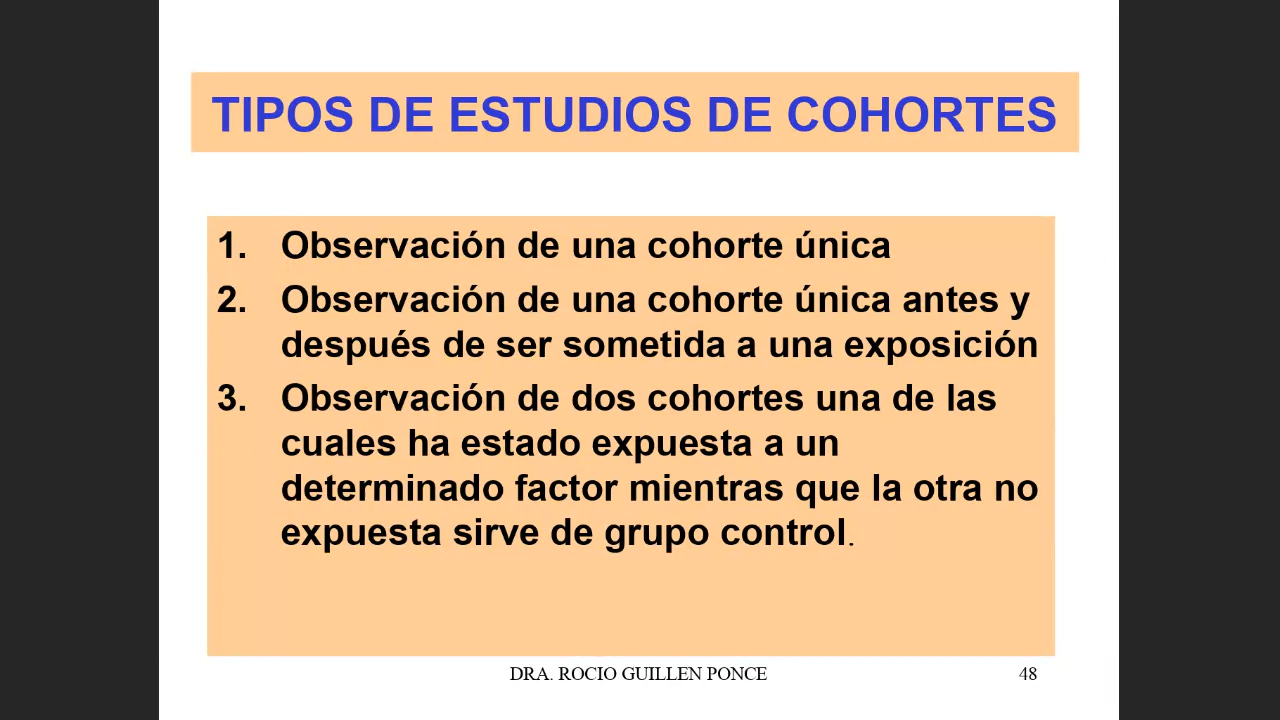 TIPOS DE ESTUDIOS DE COHORTES
1. Observación de una cohorte única
2. Observación de una cohorte única antes y
después de ser sometida a una exposición
3. Observación de dos cohortes una de las
cuales ha estado expuesta a un
determinado factor mientras que la otra no
expuesta sirve de grupo control.
DRA. ROCIO GUILLEN PONCE 48